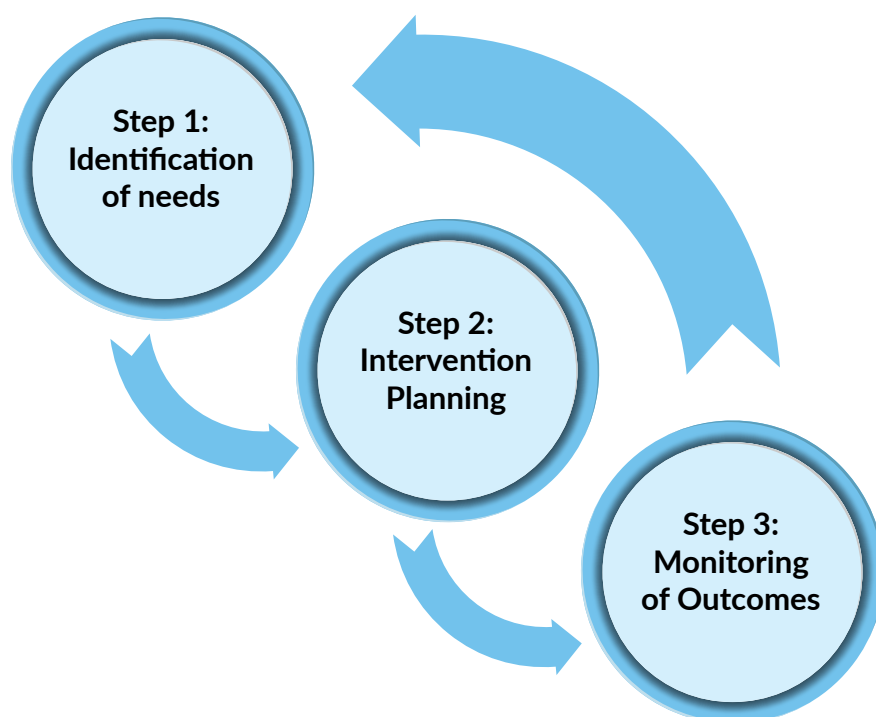 Step 1:
Identification
of needs
Step 2:
Intervention
Planning
Step 3:
Monitoring
of Outcomes